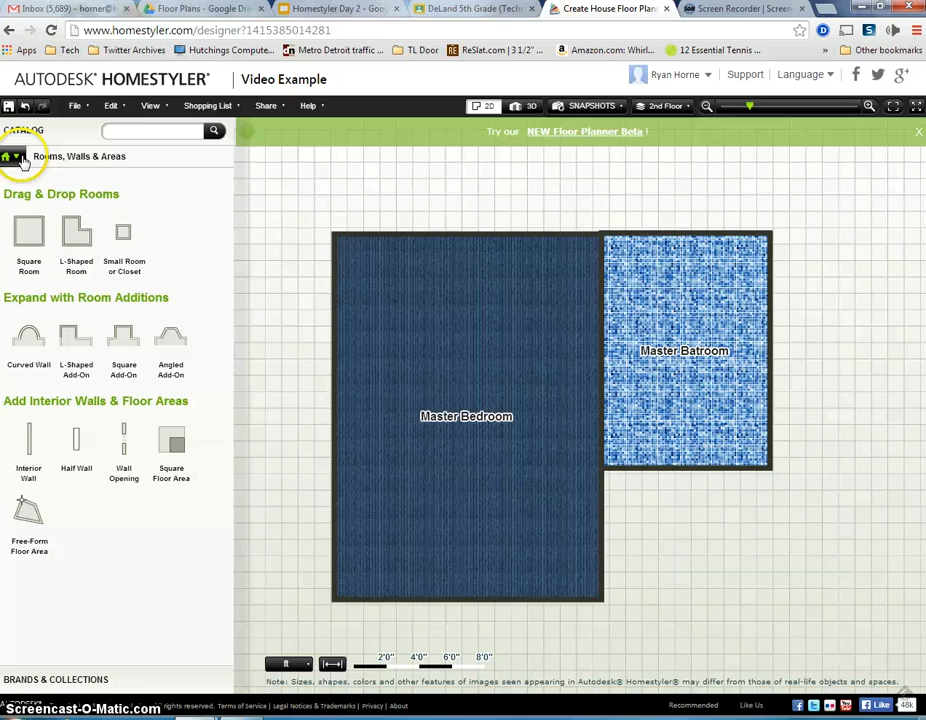 Inbox (5,689) - horner@
Floor Plans - Google Dri
Homestyler Day 2 - Goo
DeLand 5th Grade (Techn
Create House Floor Plans
Screen Recorder | Screen
www.homestyler.com/designer?1415385014281
Apps
Tech
Twitter Archives
Hutchings Compute...
Metro Detroit traffic ...
TL Door
ReSlat.com | 3 1/2" ...
Amazon.com: Whirl...
12 Essential Tennis ...
»
Other bookmarks
AUTODESK® HOMESTYLER®
Video Example
Ryan Horne
Support
Language
File
Edit
View
Shopping List
Share
Help
2D
3D
SNAPSHOTS
2nd Floor
CATALOG
Try our NEW Floor Planner Beta !
X
Rooms, Walls & Areas
Drag & Drop Rooms
Square
Room
L-Shaped
Room
Small Room
or Closet
Expand with Room Additions
Curved Wall
L-Shaped
Add-On
Square
Add-On
Angled
Add-On
Add Interior Walls & Floor Areas
Interior
Wall
Half Wall
Wall
Opening
Square
Floor Area
Free-Form
Floor Area
Master Bedroom
Master Batroom
ft
2'0" 4'0" 6'0" 8'0"
Note: Sizes, shapes, colors and other features of images seen appearing in Autodesk® Homestyler® may differ from those of real-life objects and spaces.
BRANDS & COLLECTIONS
Terms of Service | Legal Notices & Trademarks | Privacy | About
Recommended
Like Us
Like
48k
Screencast-O-Matic.com